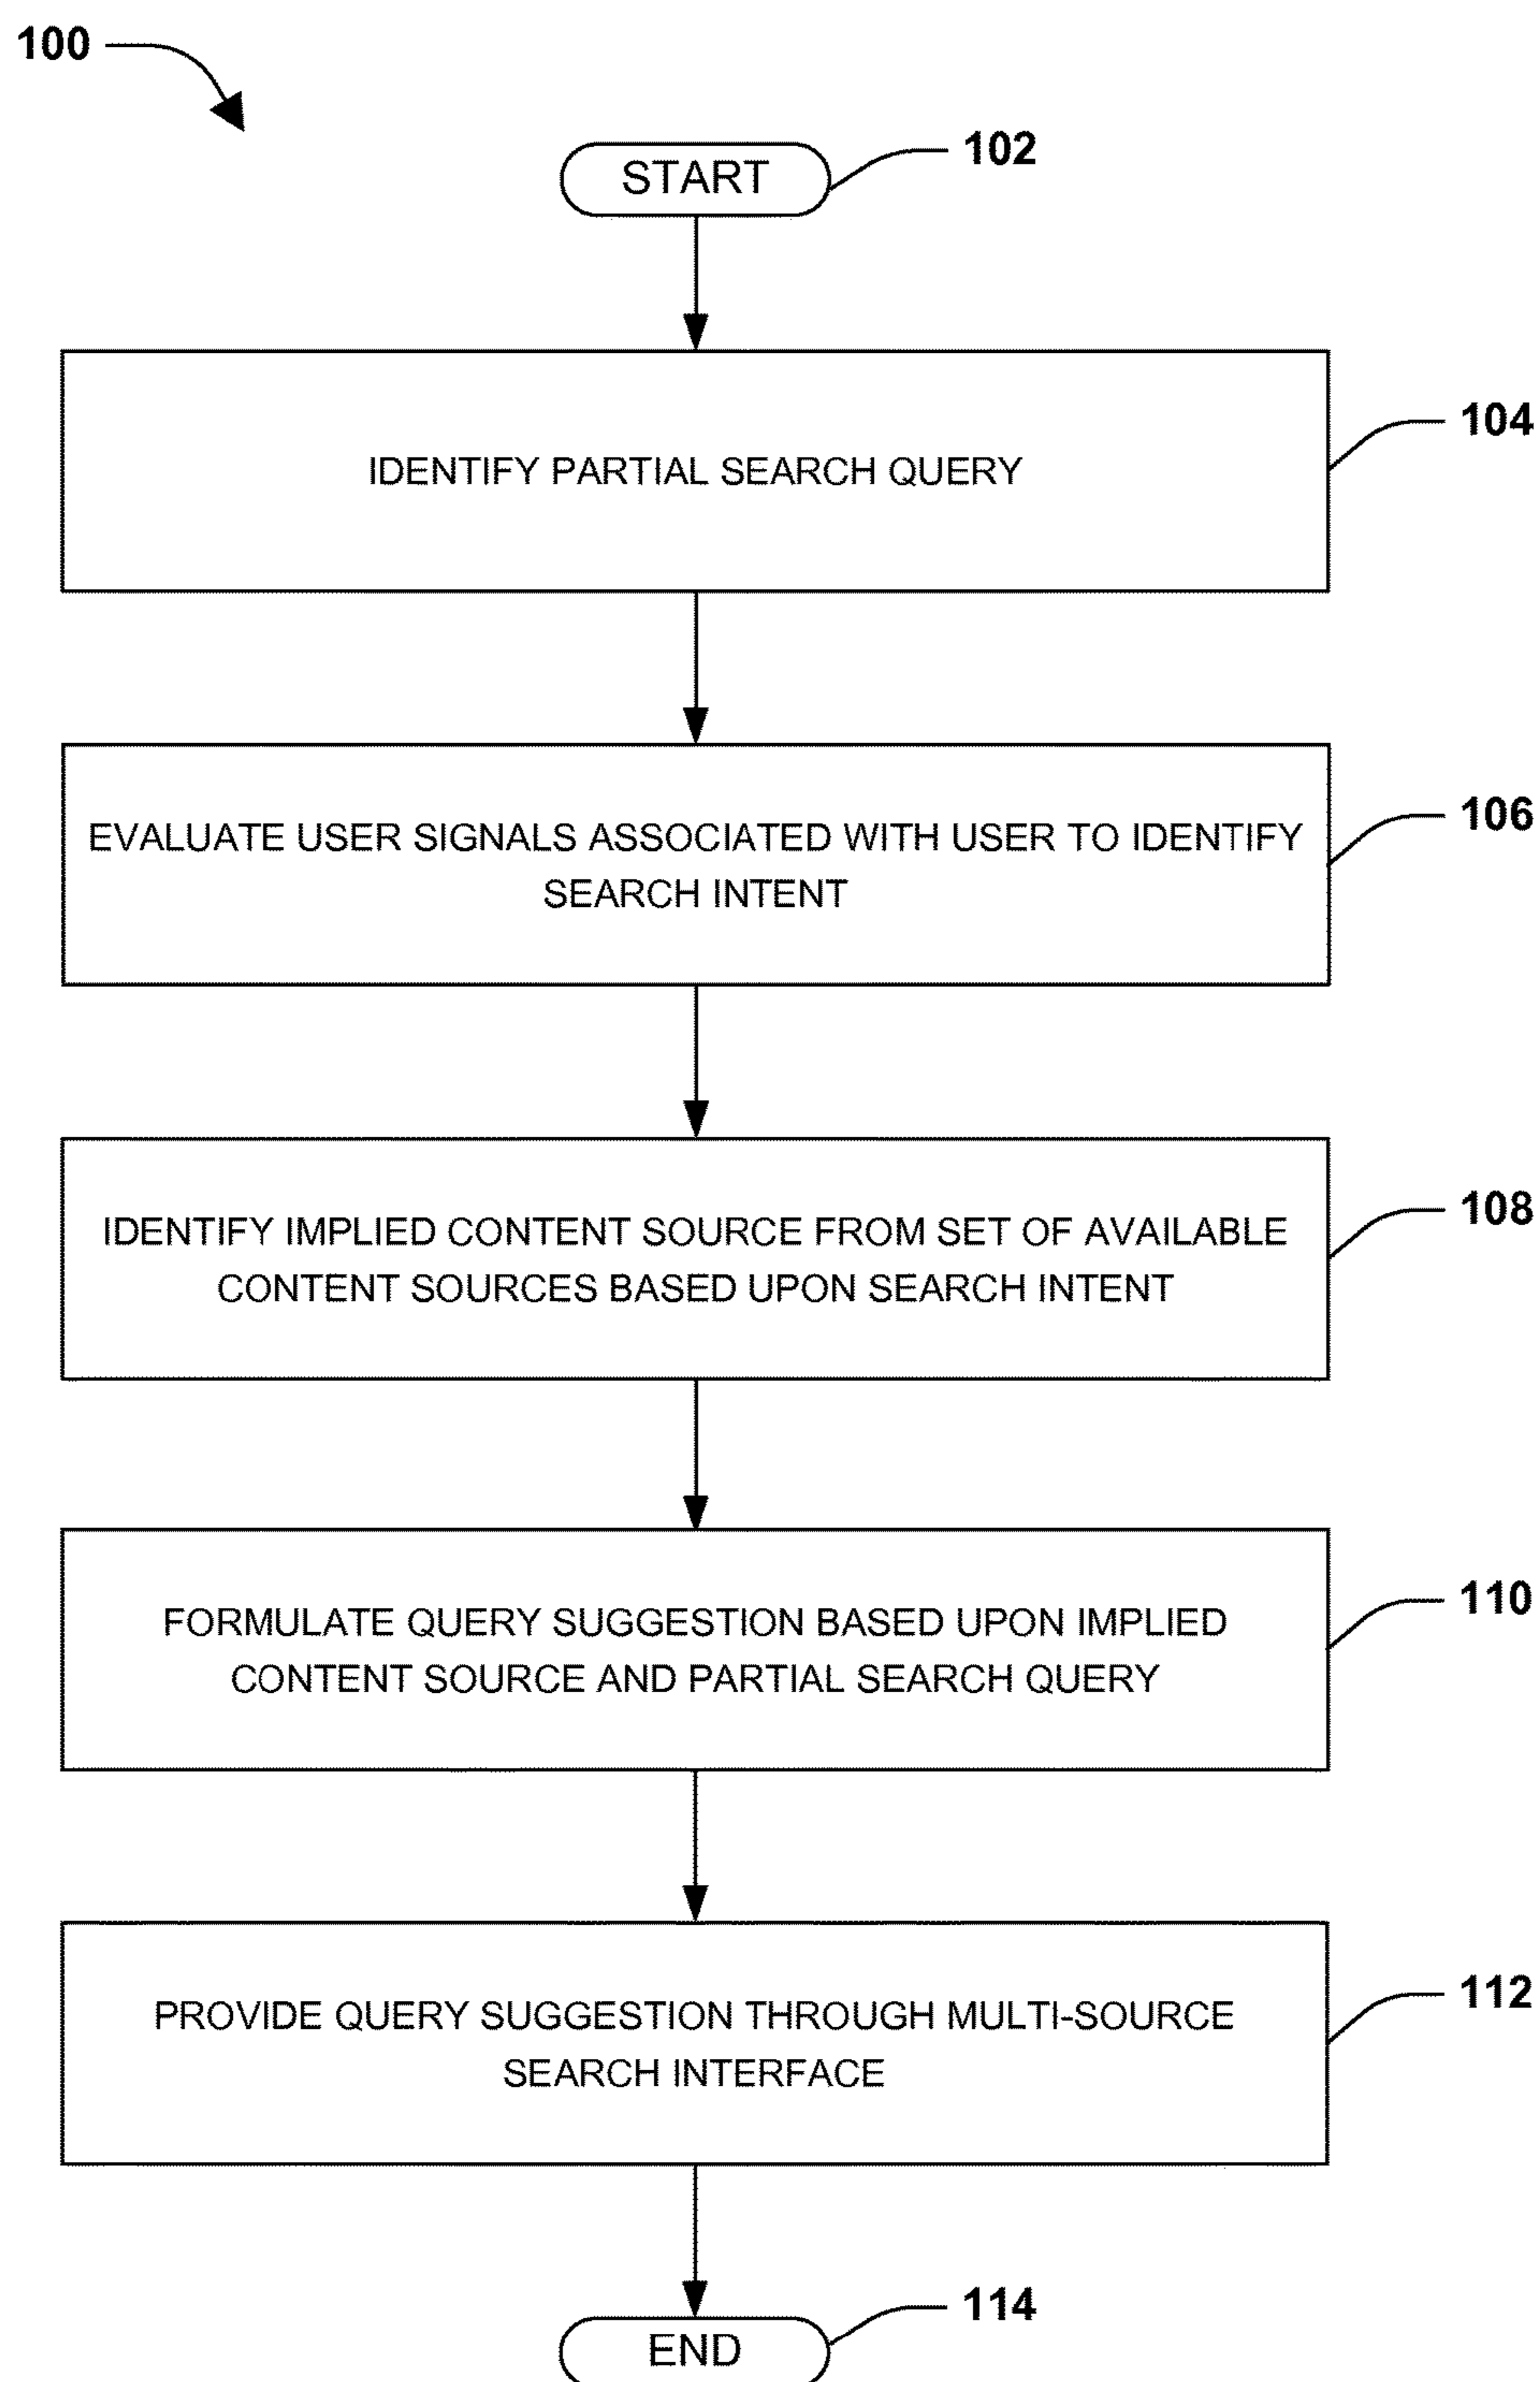 100
START
102
IDENTIFY PARTIAL SEARCH QUERY
104
EVALUATE USER SIGNALS ASSOCIATED WITH USER TO IDENTIFY
SEARCH INTENT
106
IDENTIFY IMPLIED CONTENT SOURCE FROM SET OF AVAILABLE
CONTENT SOURCES BASED UPON SEARCH INTENT
108
FORMULATE QUERY SUGGESTION BASED UPON IMPLIED
CONTENT SOURCE AND PARTIAL SEARCH QUERY
110
PROVIDE QUERY SUGGESTION THROUGH MULTI-SOURCE
SEARCH INTERFACE
112
END
114